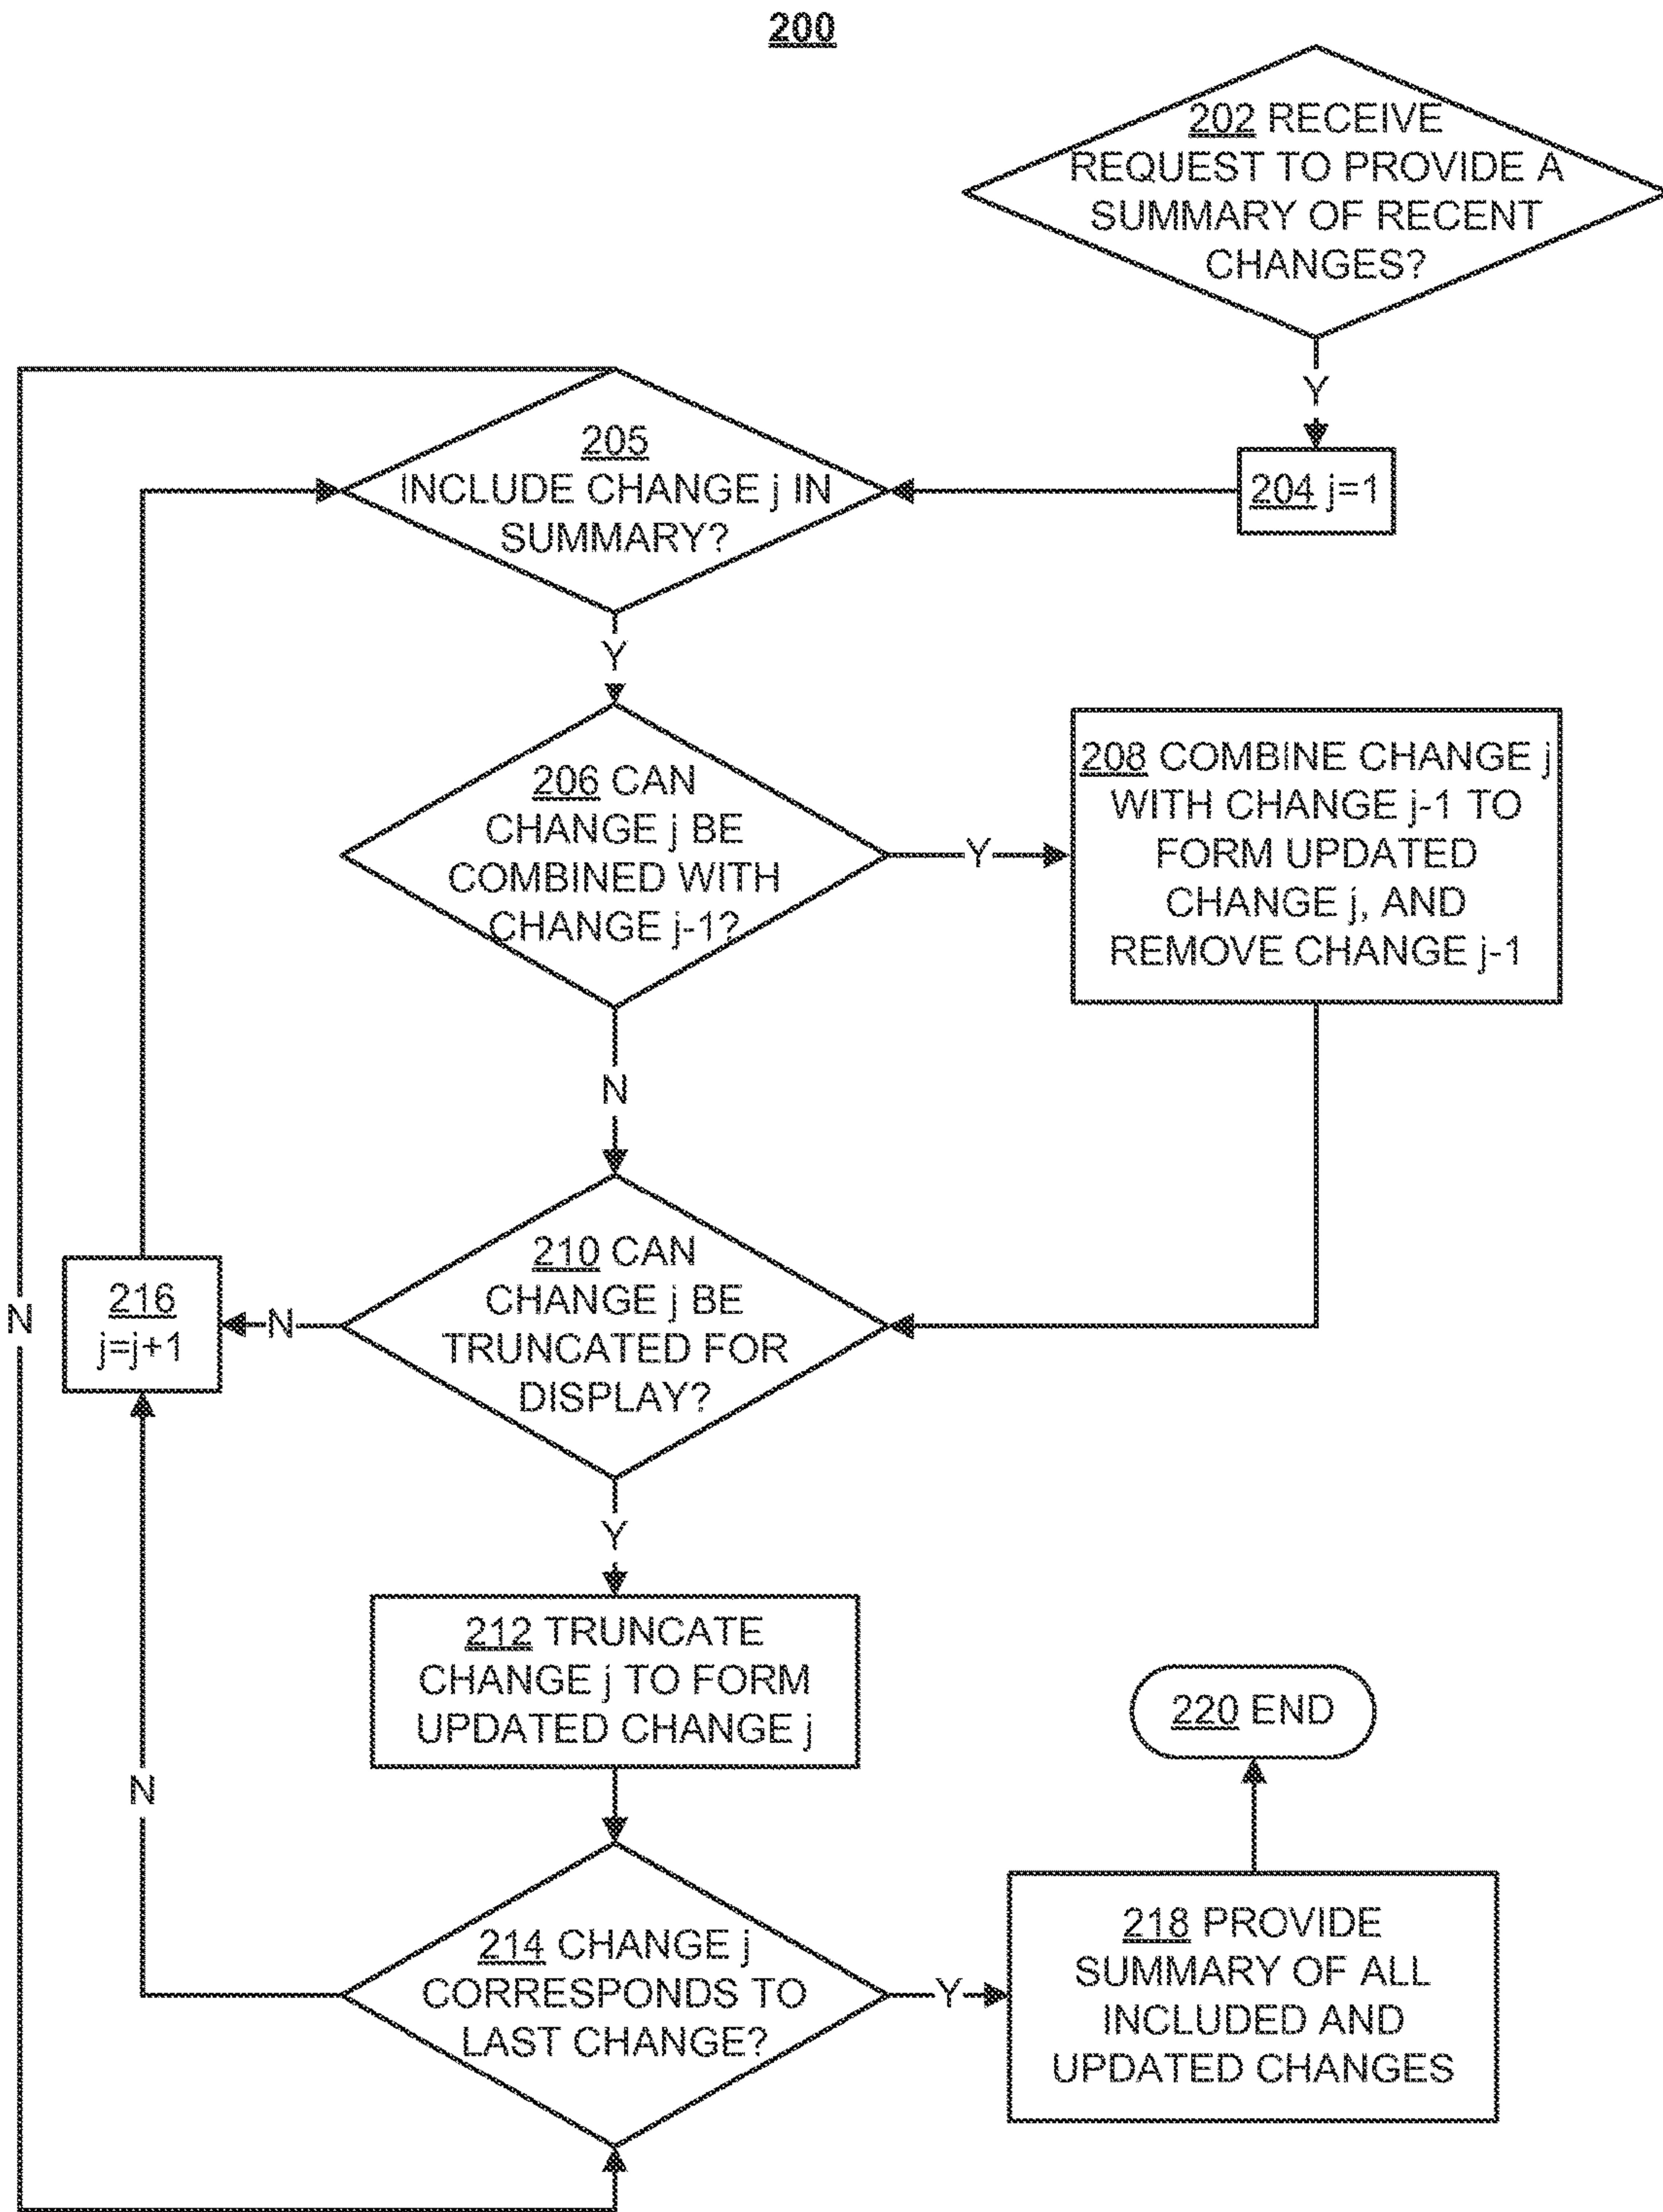 200
202 RECEIVE
REQUEST TO PROVIDE A
SUMMARY OF RECENT
CHANGES?
Y
204 j=1
205
INCLUDE CHANGE j IN
SUMMARY?
Y
206 CAN
CHANGE j BE
COMBINED WITH
CHANGE j-1?
Y
208 COMBINE CHANGE j
WITH CHANGE j-1 TO
FORM UPDATED
CHANGE j, AND
REMOVE CHANGE j-1
N
210 CAN
CHANGE j BE
TRUNCATED FOR
DISPLAY?
N
216
j=j+1
N
Y
212 TRUNCATE
CHANGE j TO FORM
UPDATED CHANGE j
220 END
N
214 CHANGE j
CORRESPONDS TO
LAST CHANGE?
Y
218 PROVIDE
SUMMARY OF ALL
INCLUDED AND
UPDATED CHANGES